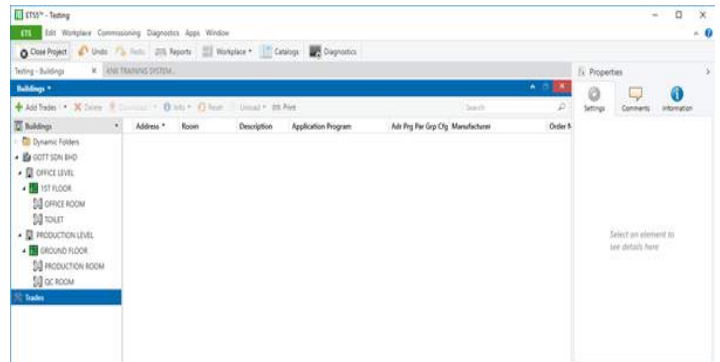 ETS5™ - Testing
ETS Edit Workplace Commissioning Diagnostics Apps Window
Close Project Undo Redo Reports Workplace Catalogs Diagnostics
Testing - Buildings KNX TRAINING SYSTEM...
Properties
Buildings
Add Trades Delete Download Info Reset Unload Print Search
Settings Comments Information
Buildings Address Room Description Application Program Adr Prg Par Grp Cfg Manufacturer Order N
Dynamic Folders
GOTT SDN BHD
OFFICE LEVEL
1ST FLOOR
OFFICE ROOM
TOILET
PRODUCTION LEVEL
GROUND FLOOR
PRODUCTION ROOM
QC ROOM
Trades
Select an element to
see details here